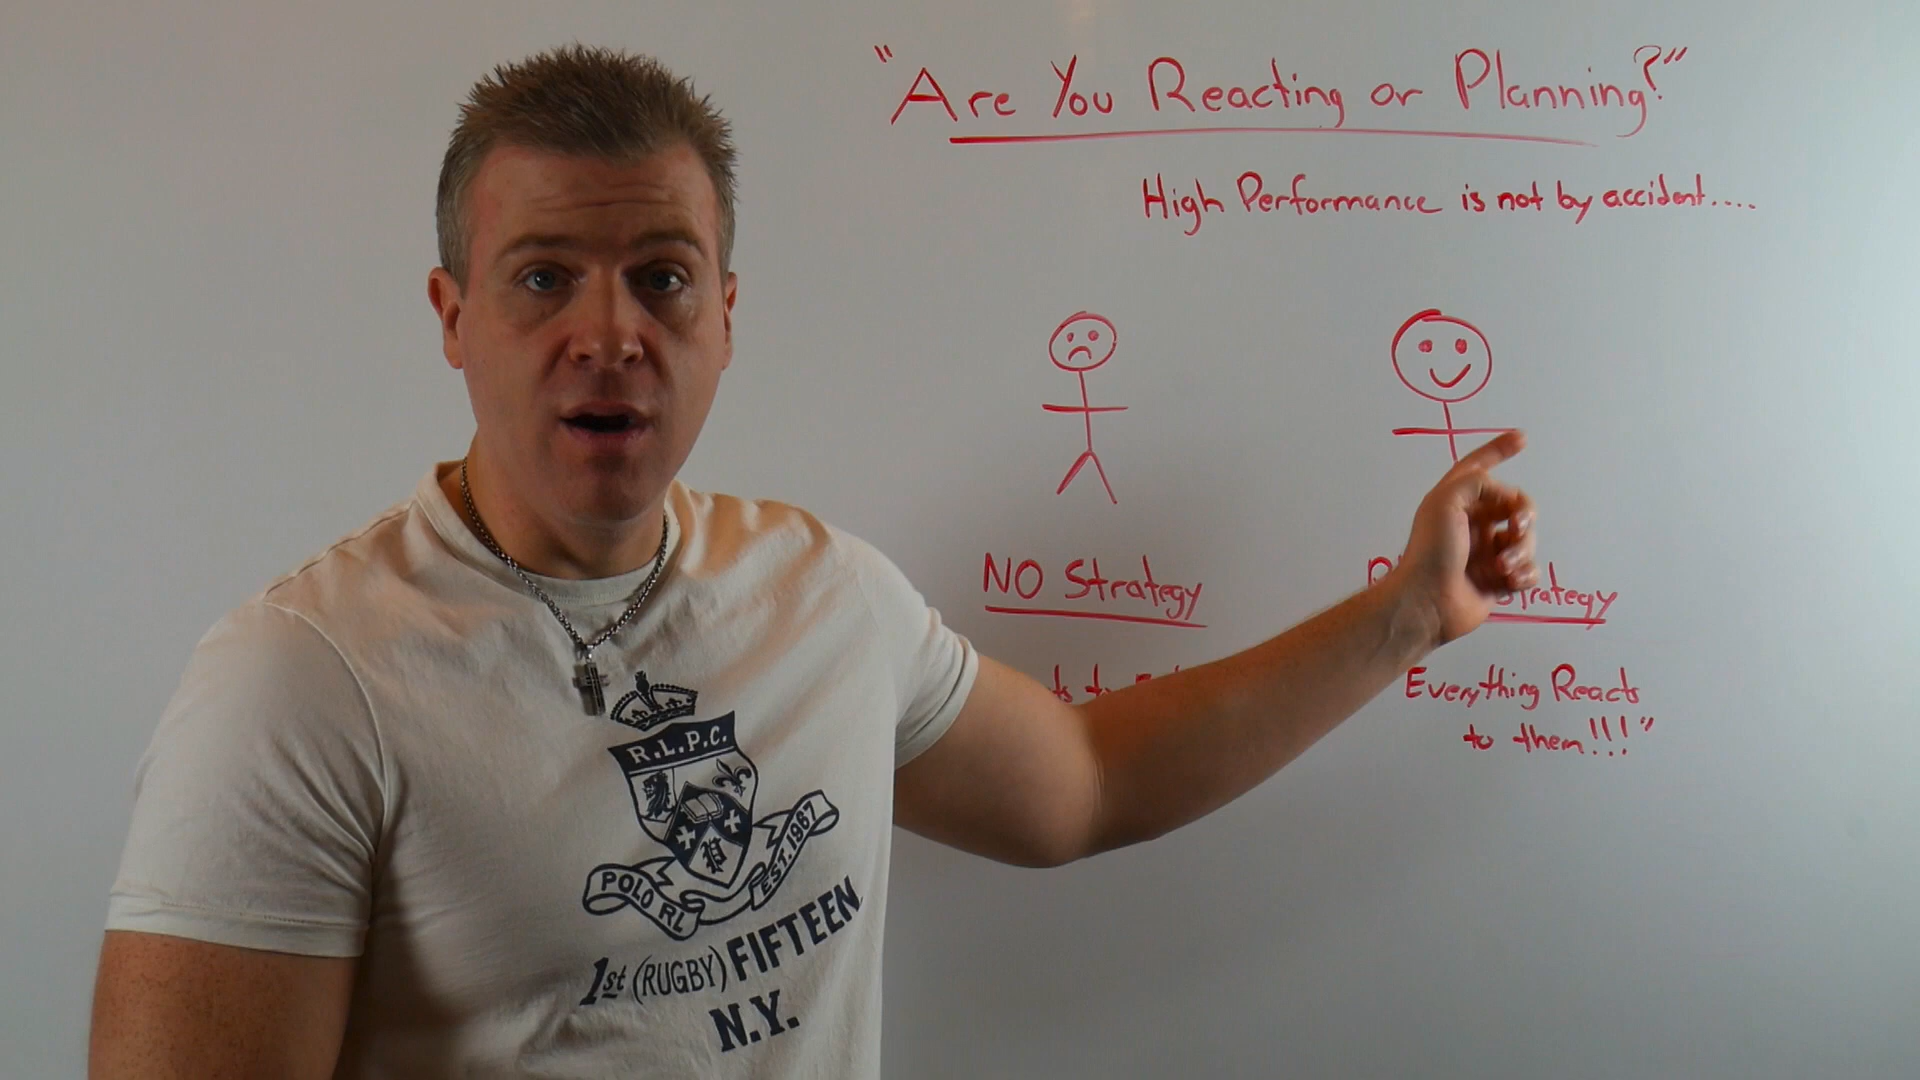 "Are You Reacting or Planning?"
High Performance is not by accident....
NO Strategy
Strategy
Everything Reacts
to them!!!"
R.L.P.C.
POLO RL
EST. 1967
1st (RUGBY) FIFTEEN
N.Y.